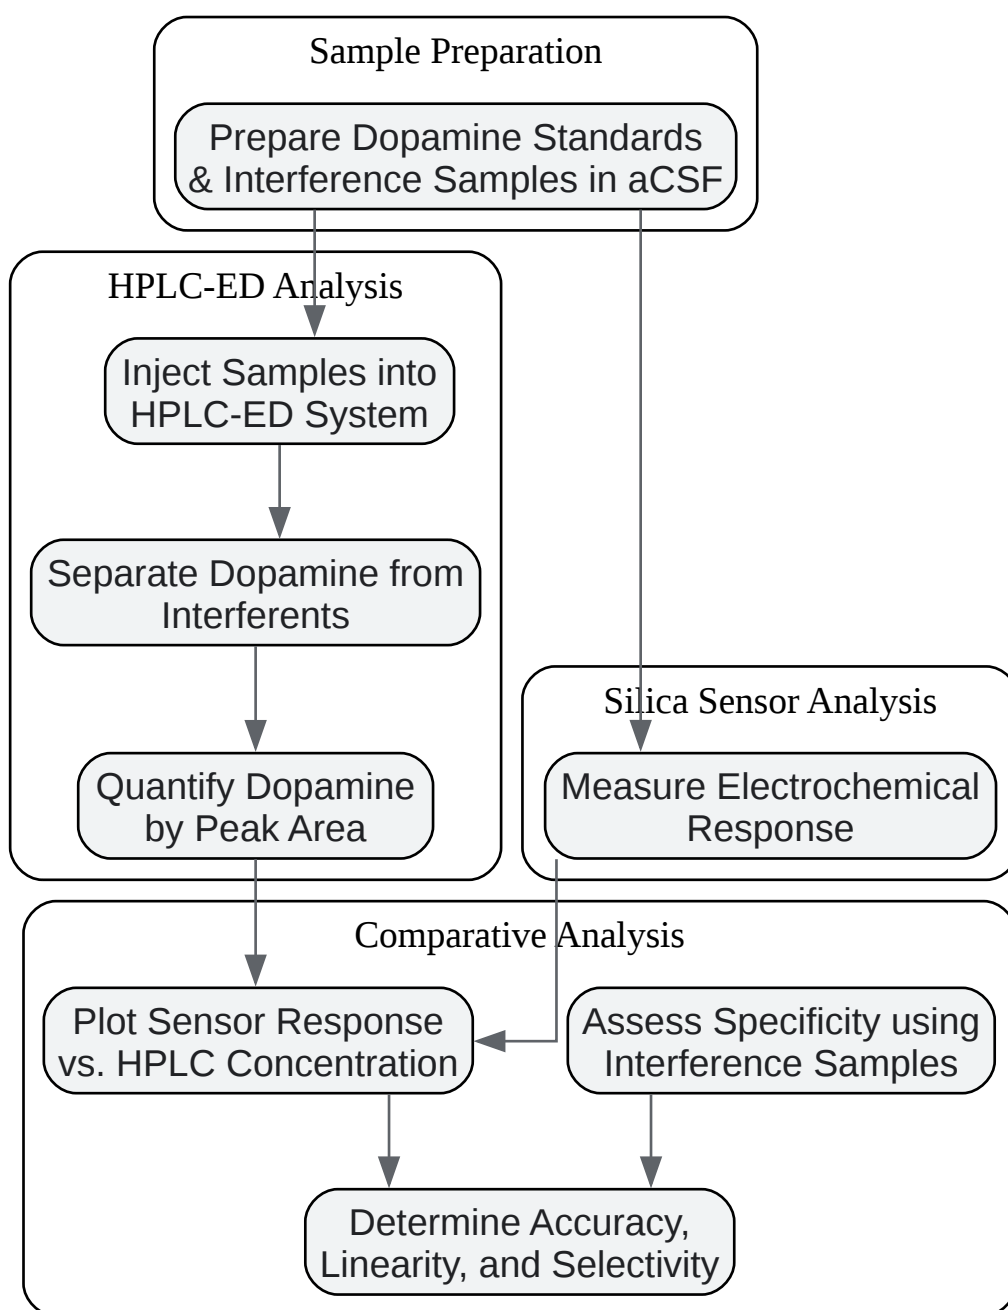 Sample Preparation
Prepare Dopamine Standards
& Interference Samples in aCSF
HPLC-ED Analysis
Inject Samples into
HPLC-ED System
Separate Dopamine from
Interferents
Quantify Dopamine
by Peak Area
Silica Sensor Analysis
Measure Electrochemical
Response
Comparative Analysis
Plot Sensor Response
vs. HPLC Concentration
Assess Specificity using
Interference Samples
Determine Accuracy,
Linearity, and Selectivity